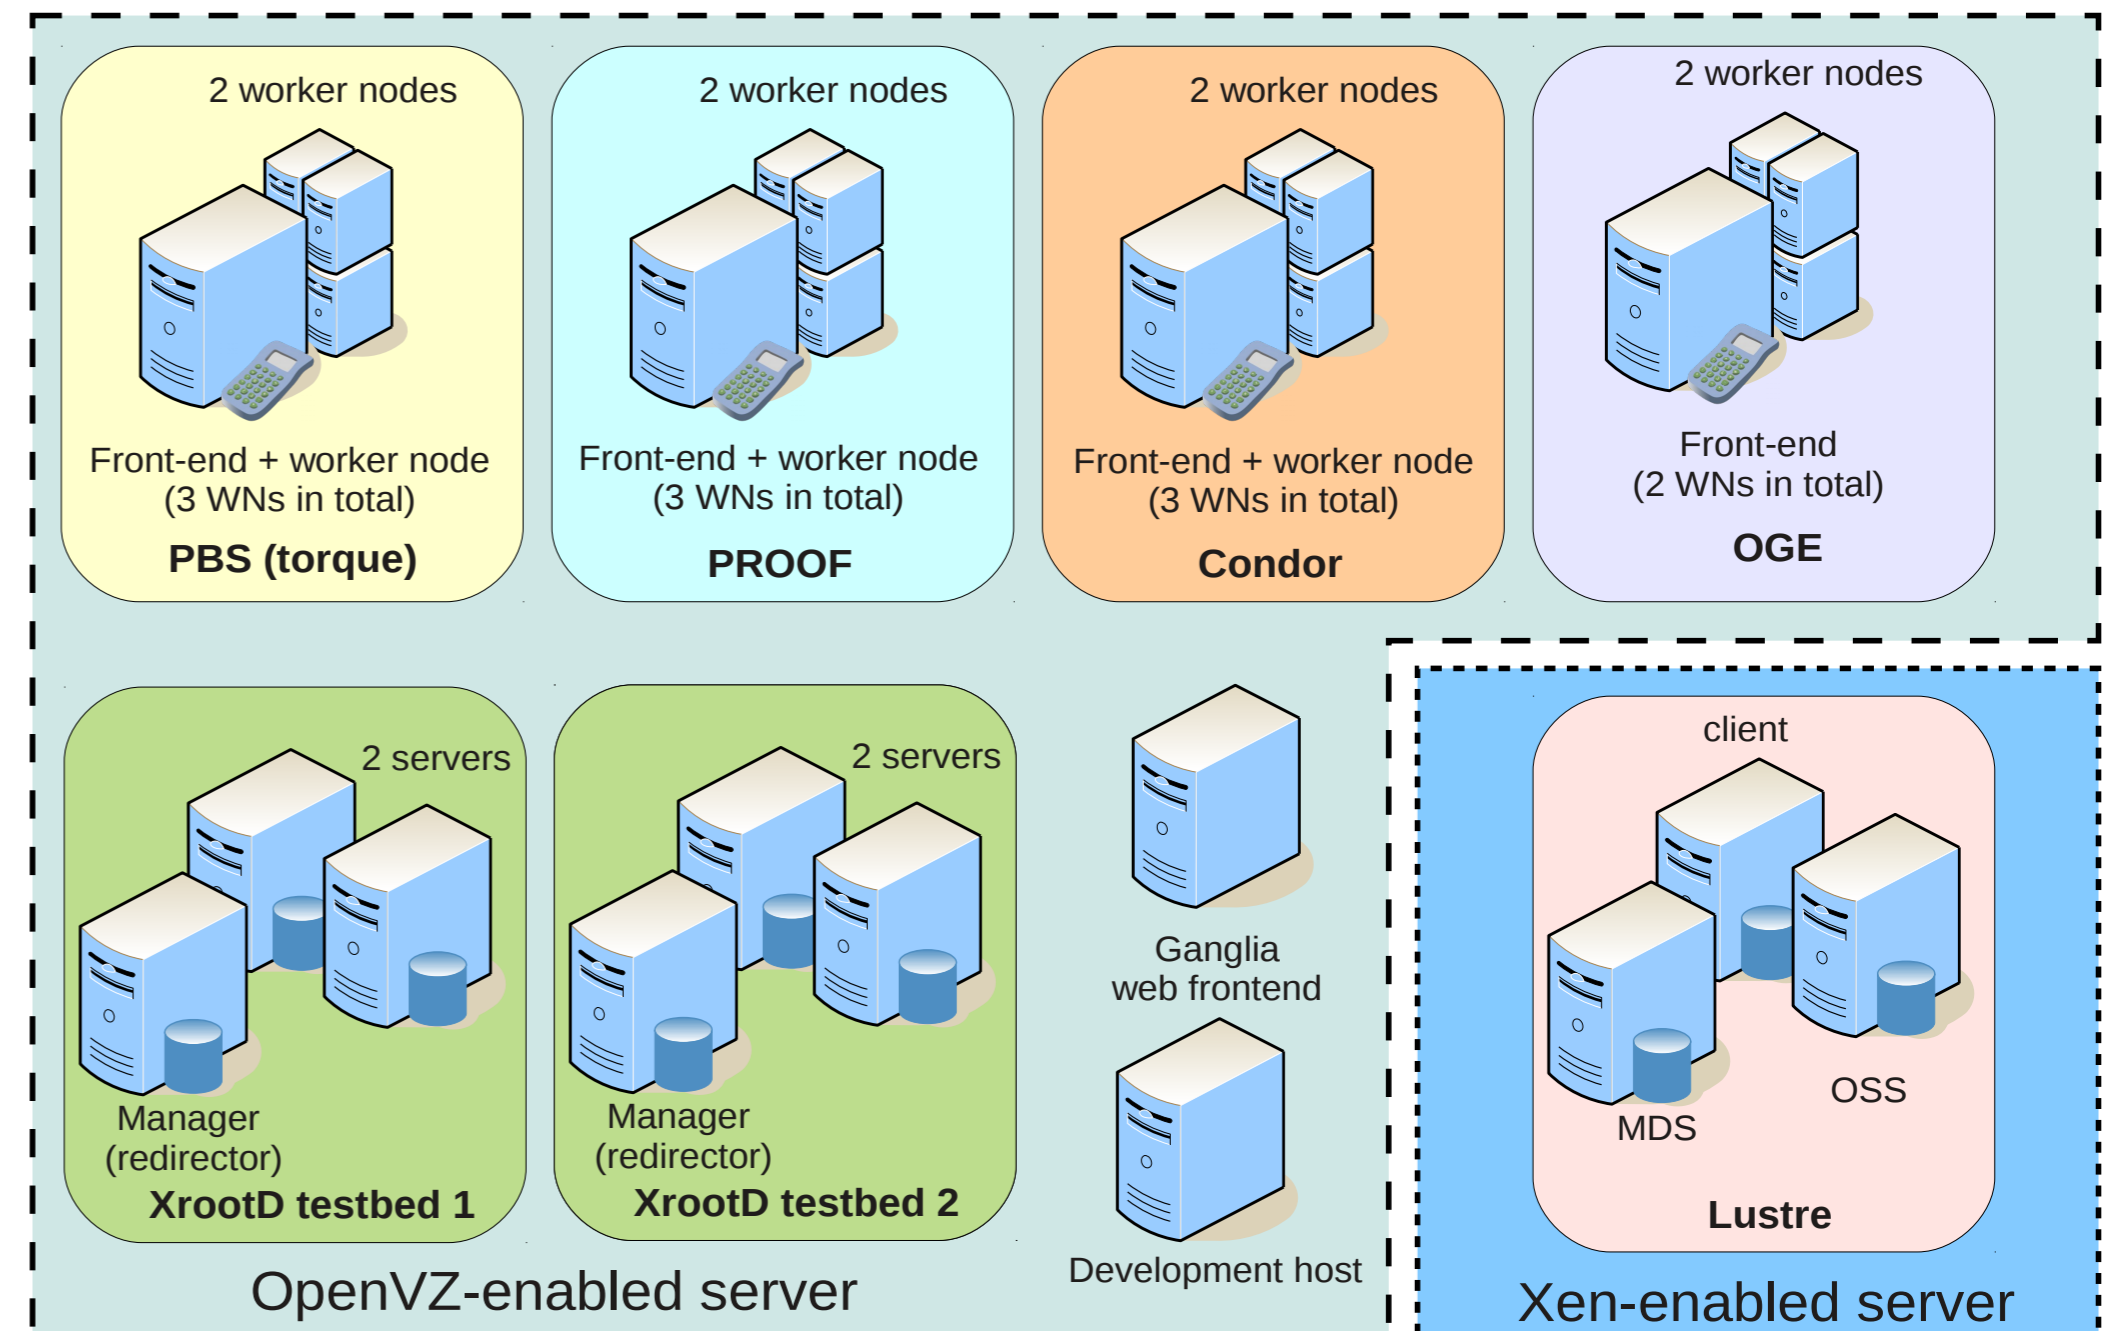 2 worker nodes
Front-end + worker node
(3 WNs in total)
PBS (torque)
2 worker nodes
Front-end + worker node
(3 WNs in total)
PROOF
2 worker nodes
Front-end + worker node
(3 WNs in total)
Condor
2 worker nodes
Front-end
(2 WNs in total)
OGE
2 servers
Manager
(redirector)
XrootD testbed 1
2 servers
Manager
(redirector)
XrootD testbed 2
Ganglia
web frontend
Development host
OpenVZ-enabled server
client
OSS
MDS
Lustre
Xen-enabled server